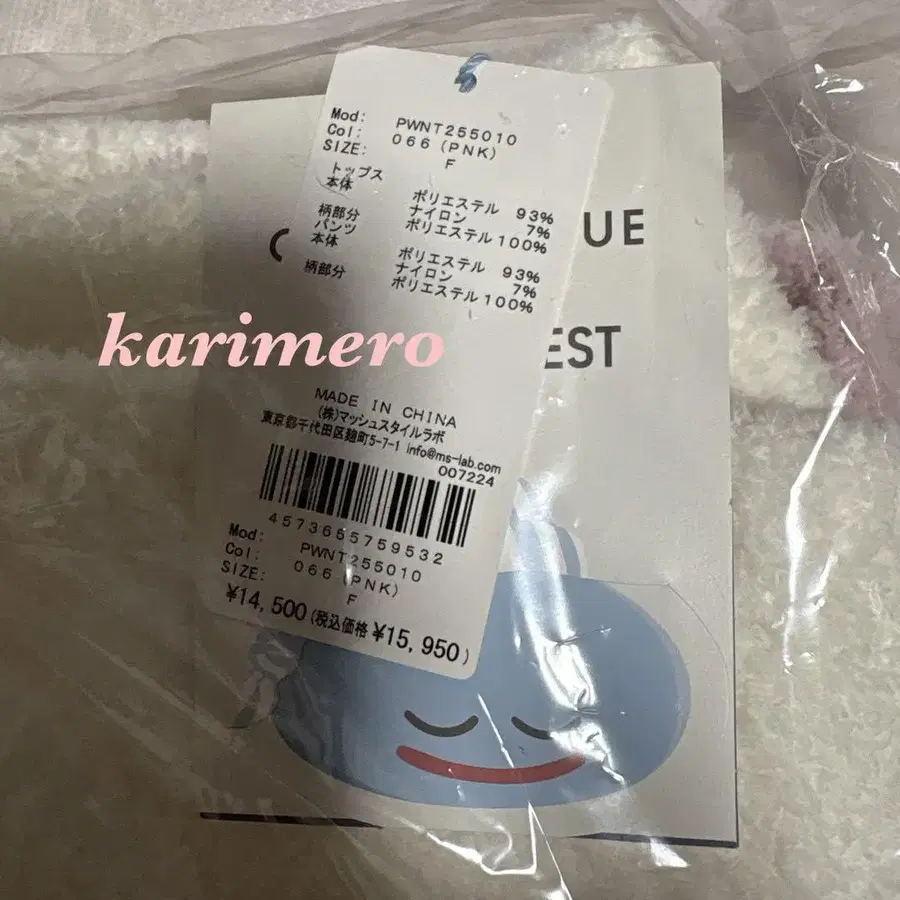 Mod: PWNT255010
Col: 066 (PNK)
SIZE: F
トップス
本体 ポリエステル 93%
ナイロン 7%
柄部分 ポリエステル 100%
パンツ
本体 ポリエステル 93%
ナイロン 7%
柄部分 ポリエステル 100%
UE
EST
karimero
MADE IN CHINA
(株)マッシュスタイルラボ
東京都千代田区麹町5-7-1 info@ms-lab.com
007224
4573655759532
Mod: PWNT255010
Col: 066 (PNK)
SIZE: F
¥14,500(税込価格 ¥15,950)